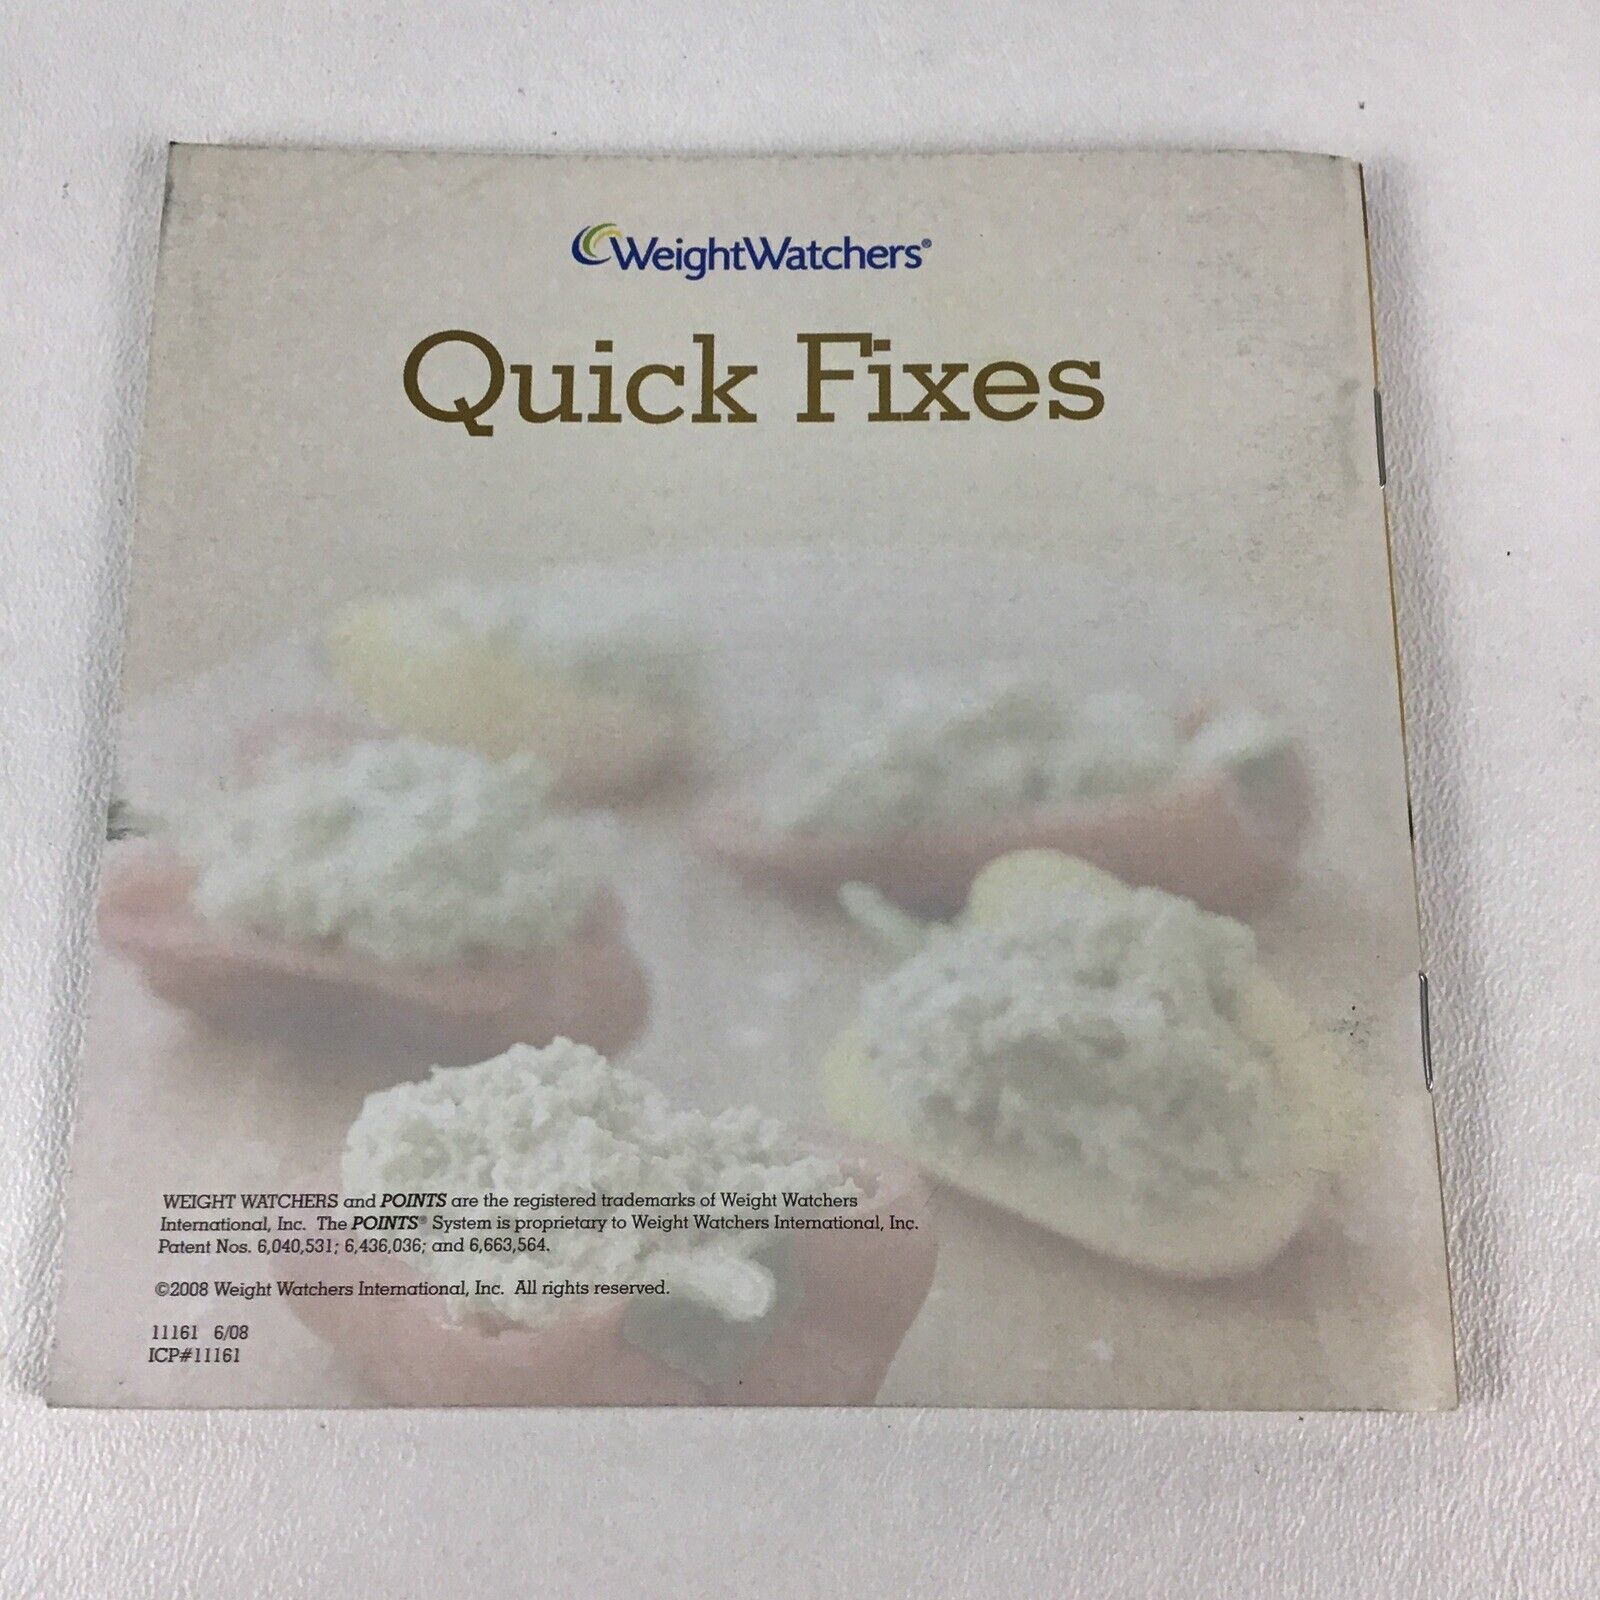 WeightWatchers®
Quick Fixes
WEIGHT WATCHERS and POINTS are the registered trademarks of Weight Watchers
International, Inc. The POINTS® System is proprietary to Weight Watchers International, Inc.
Patent Nos. 6,040,531; 6,436,036; and 6,663,564.
©2008 Weight Watchers International, Inc. All rights reserved.
11161 6/08
ICP#11161